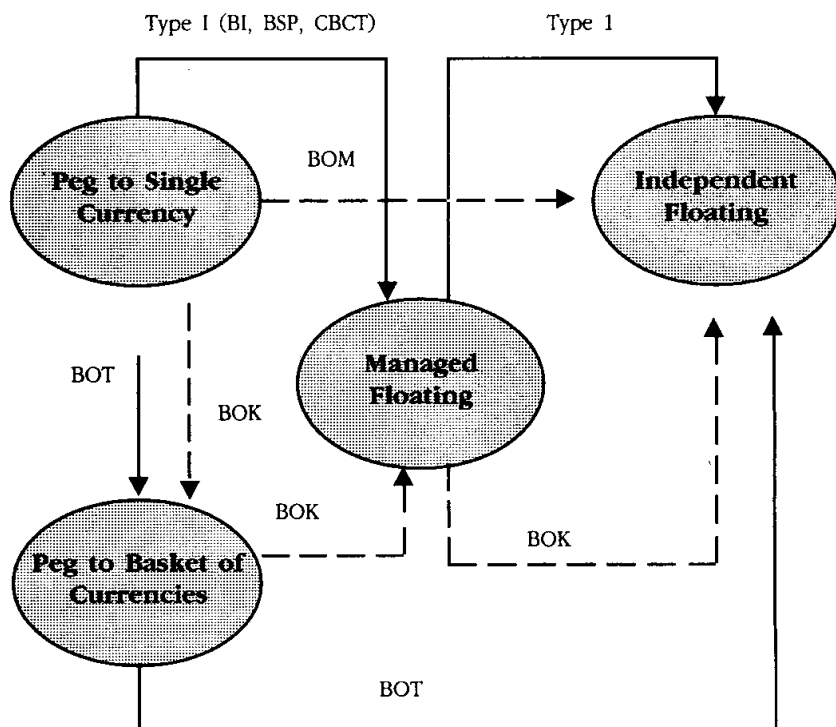 Type I (BI, BSP, CBCT)
Type 1
Peg to Single
Currency
BOM
Independent
Floating
Managed
Floating
BOT
BOK
BOK
BOK
Peg to Basket of
Currencies
BOT